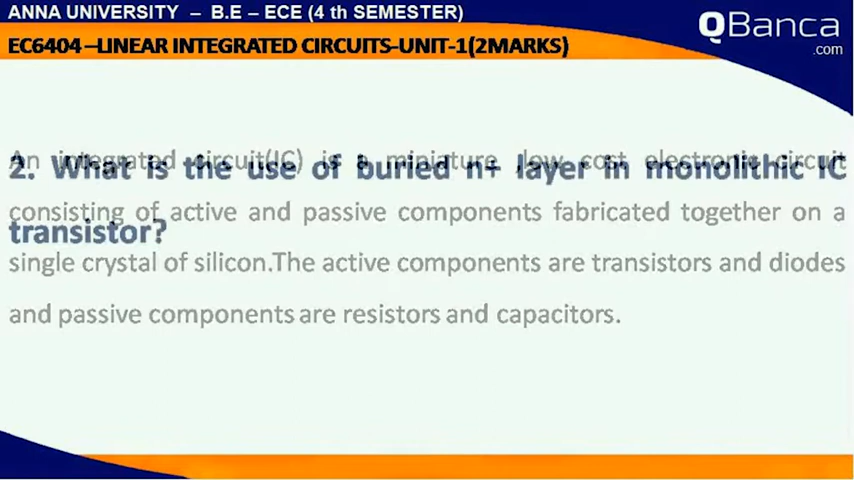 ANNA UNIVERSITY – B.E – ECE (4 th SEMESTER)
QBanca
.com
EC6404 –LINEAR INTEGRATED CIRCUITS-UNIT-1(2MARKS)
An integrated circuit(IC) is a miniature ,low cost electronic circuit
2. What is the use of buried n+ layer in monolithic IC
consisting of active and passive components fabricated together on a
transistor?
single crystal of silicon.The active components are transistors and diodes
and passive components are resistors and capacitors.